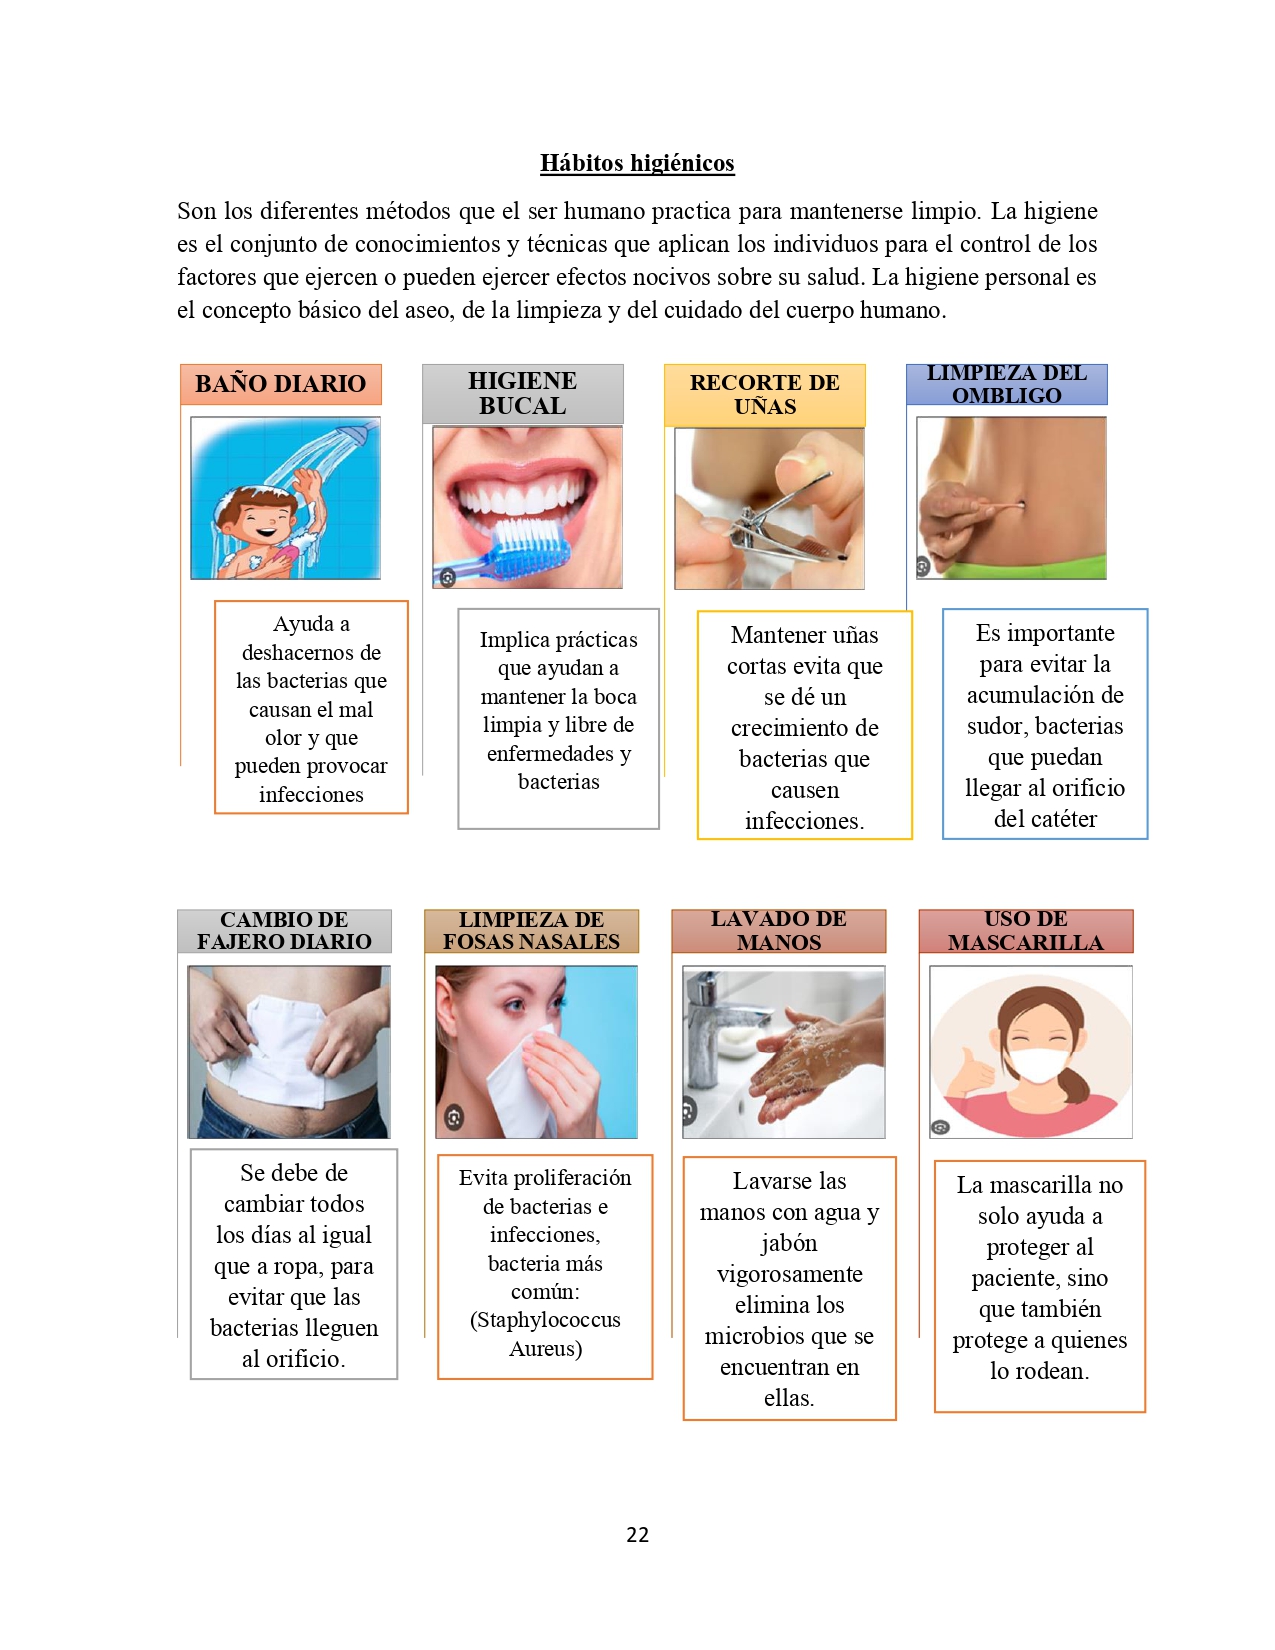 Hábitos higiénicos
Son los diferentes métodos que el ser humano practica para mantenerse limpio. La higiene
es el conjunto de conocimientos y técnicas que aplican los individuos para el control de los
factores que ejercen o pueden ejercer efectos nocivos sobre su salud. La higiene personal es
el concepto básico del aseo, de la limpieza y del cuidado del cuerpo humano.
BAÑO DIARIO
Ayuda a
deshacernos de
las bacterias que
causan el mal
olor y que
pueden provocar
infecciones
HIGIENE
BUCAL
Implica prácticas
que ayudan a
mantener la boca
limpia y libre de
enfermedades y
bacterias
RECORTE DE
UÑAS
Mantener uñas
cortas evita que
se dé un
crecimiento de
bacterias que
causen
infecciones.
LIMPIEZA DEL
OMBLIGO
Es importante
para evitar la
acumulación de
sudor, bacterias
que puedan
llegar al orificio
del catéter
CAMBIO DE
FAJERO DIARIO
Se debe de
cambiar todos
los días al igual
que a ropa, para
evitar que las
bacterias lleguen
al orificio.
LIMPIEZA DE
FOSAS NASALES
Evita proliferación
de bacterias e
infecciones,
bacteria más
común:
(Staphylococcus
Aureus)
LAVADO DE
MANOS
Lavarse las
manos con agua y
jabón
vigorosamente
elimina los
microbios que se
encuentran en
ellas.
USO DE
MASCARILLA
La mascarilla no
solo ayuda a
proteger al
paciente, sino
que también
protege a quienes
lo rodean.
22